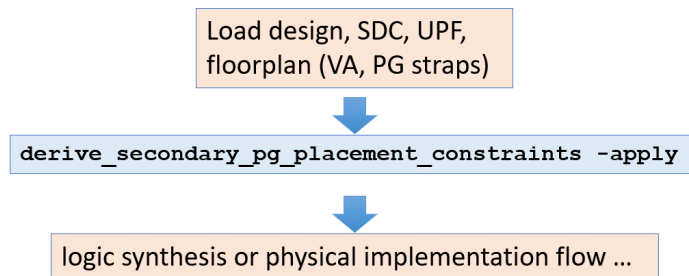 Load design, SDC, UPF,
floorplan (VA, PG straps)
derive_secondary_pg_placement_constraints -apply
logic synthesis or physical implementation flow ...